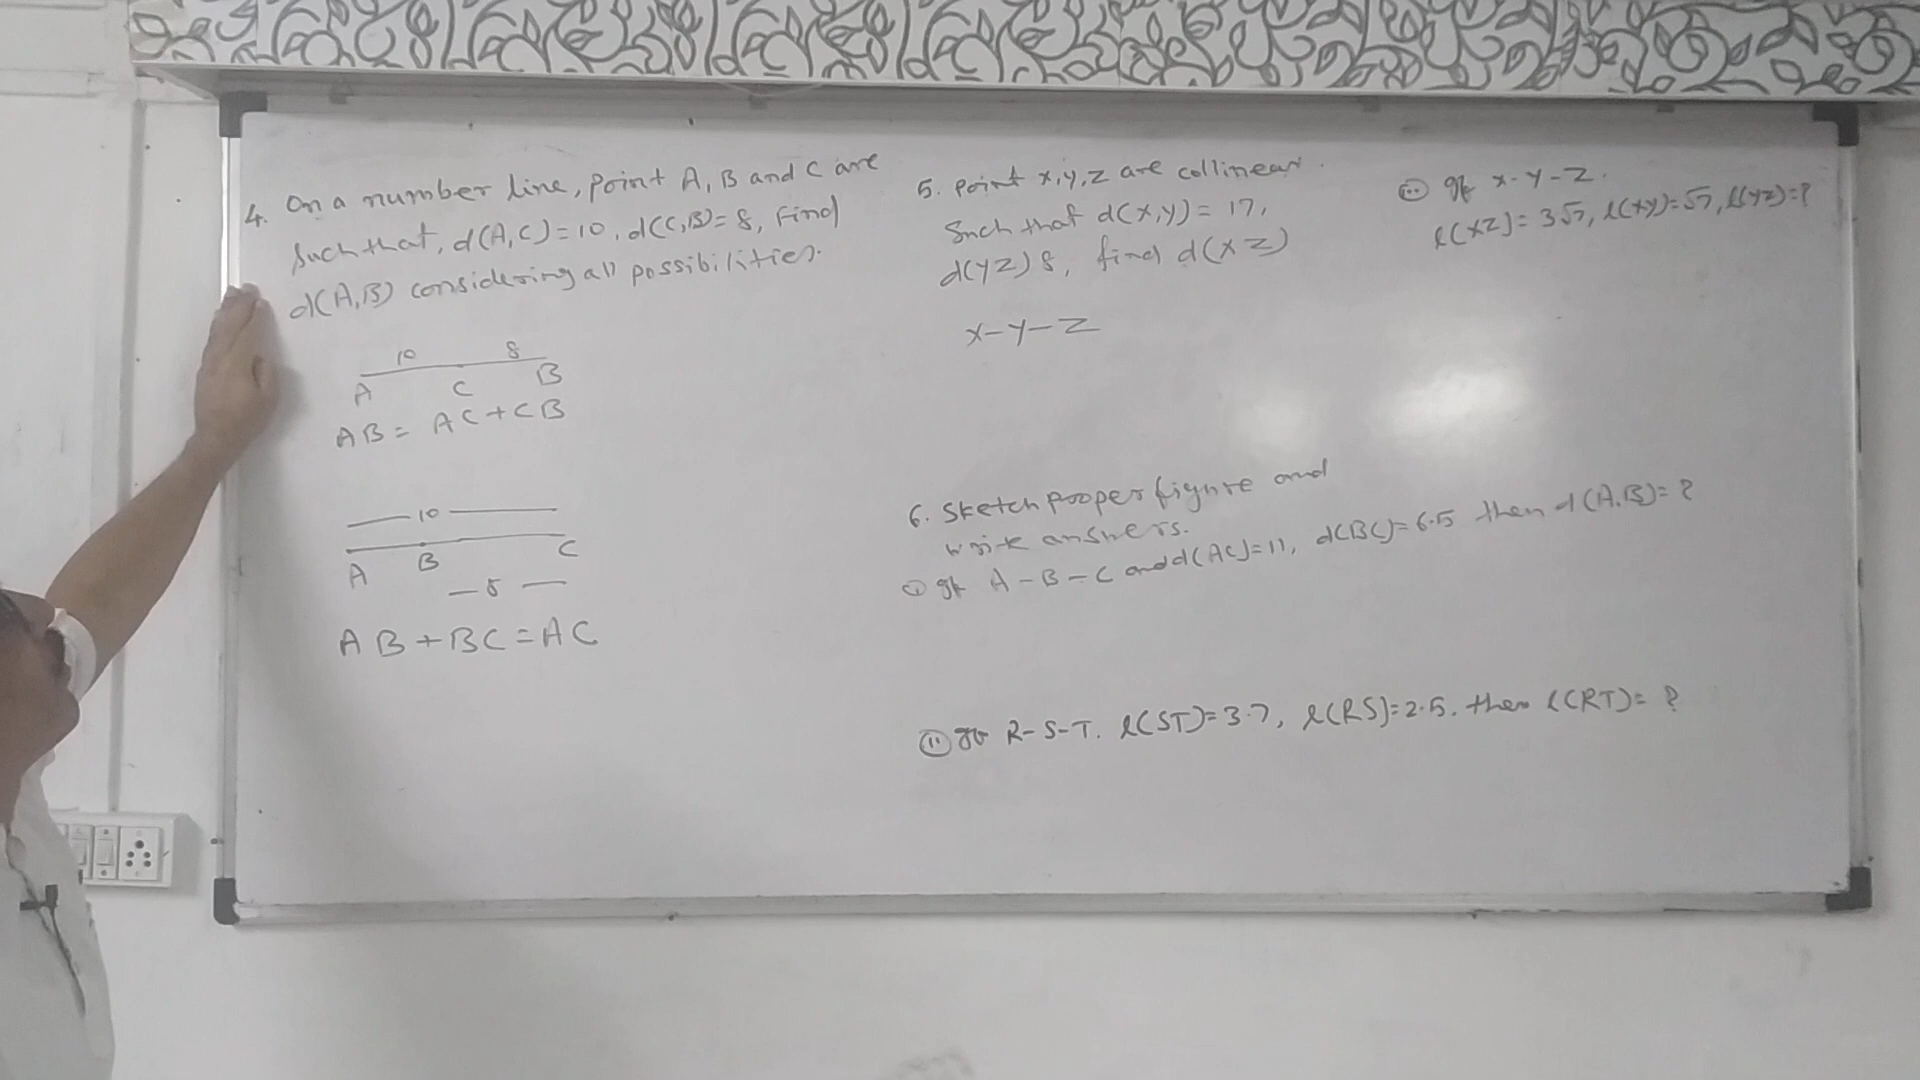 4. On a number line, point A, B and C are
Such that, d(A,C)=10, d(C,B)=8, Find
d(A,B) considering all possibilities.
10 8
A C B
AB = AC+CB
10
A B C
8
AB+BC=AC
5. point x,y,z are collinear.
Such that d(x,y) = 17,
d(yz) 8, find d(xz)
x-y-z
6. Sketch proper figure and
write answers.
① If A-B-C and d(AC)=11, d(BC)=6.5 then d(A.B)=?
⑪ If R-S-T. l(ST)=3.7, l(RS)=2.5. then l(RT)= ?
If x-y-z.
l(xz)= 3√7, l(xy)=√7, l(yz)=?